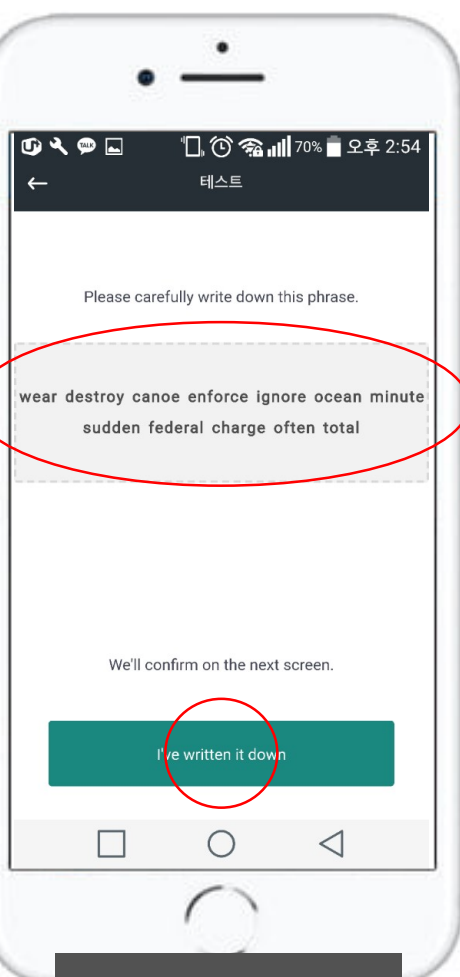 TALK 70% 오후 2:54
테스트
Please carefully write down this phrase.
wear destroy canoe enforce ignore ocean minute
sudden federal charge often total
We'll confirm on the next screen.
I've written it down